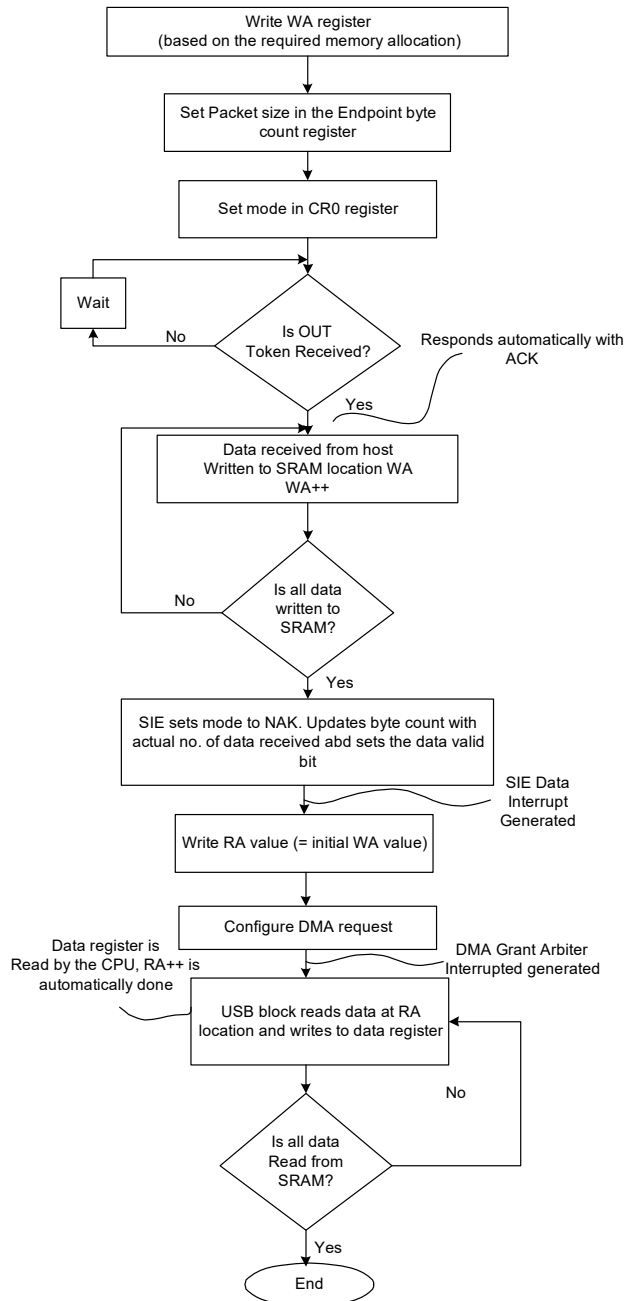 Write WA register
(based on the required memory allocation)
Set Packet size in the Endpoint byte
count register
Set mode in CR0 register
Wait
No
Is OUT
Token Received?
Responds automatically with
ACK
Yes
Data received from host
Written to SRAM location WA
WA++
No
Is all data
written to
SRAM?
Yes
SIE sets mode to NAK. Updates byte count with
actual no. of data received abd sets the data valid
bit
SIE Data
Interrupt
Generated
Write RA value (= initial WA value)
Configure DMA request
Data register is
Read by the CPU, RA++ is
automatically done
DMA Grant Arbiter
Interrupted generated
USB block reads data at RA
location and writes to data register
No
Is all data
Read from
SRAM?
Yes
End